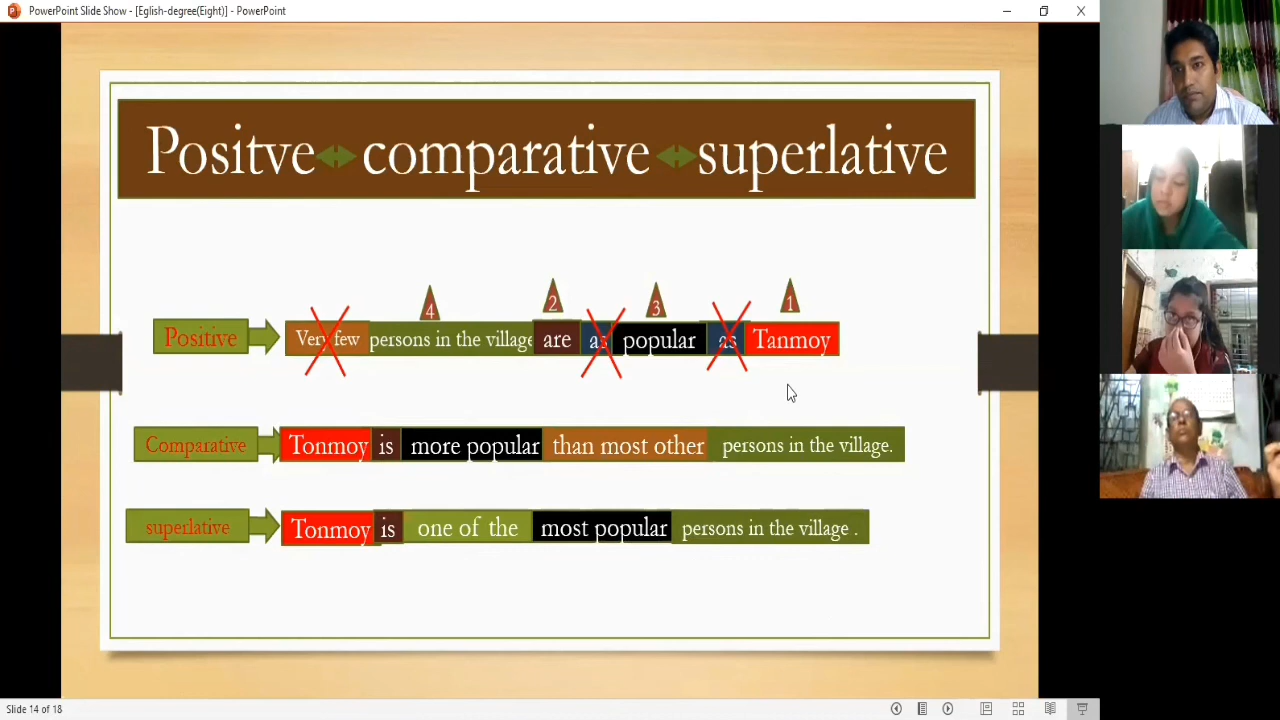 PowerPoint Slide Show - [Eglish-degree(Eight)] - PowerPoint
Positve comparative superlative
4 2 3 1
Positive Very few persons in the village are as popular as Tanmoy
Comparative Tonmoy is more popular than most other persons in the village.
superlative Tonmoy is one of the most popular persons in the village .
Slide 14 of 18